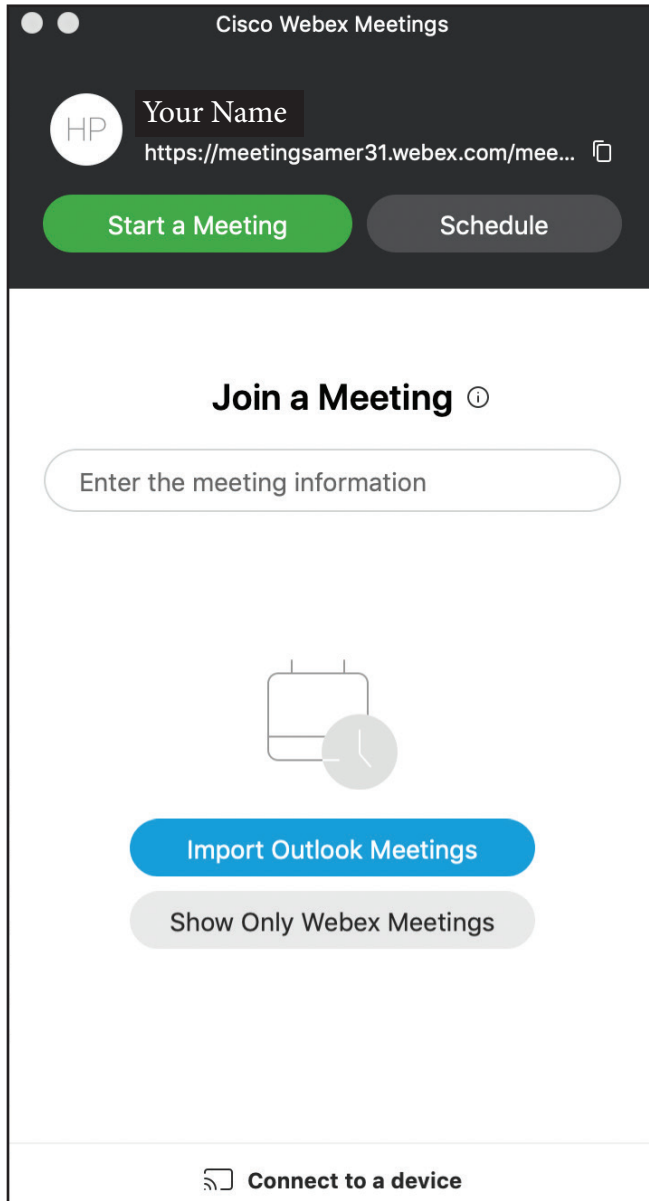 Cisco Webex Meetings
HP
Your Name
https://meetingsamer31.webex.com/mee...
Start a Meeting
Schedule
Join a Meeting
Enter the meeting information
Import Outlook Meetings
Show Only Webex Meetings
Connect to a device